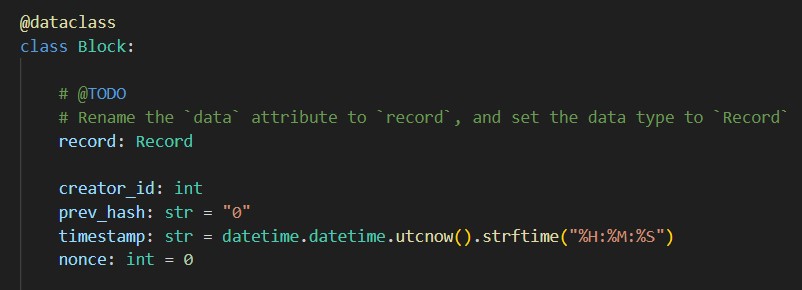 @dataclass
class Block:
# @TODO
# Rename the `data` attribute to `record`, and set the data type to `Record`
record: Record
creator_id: int
prev_hash: str = "0"
timestamp: str = datetime.datetime.utcnow().strftime("%H:%M:%S")
nonce: int = 0